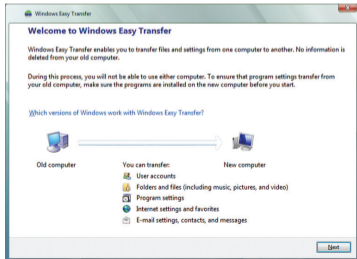 Windows Easy Transfer
Welcome to Windows Easy Transfer
Windows Easy Transfer enables you to transfer files and settings from one computer to another. No information is
deleted from your old computer.
During this process, you will not be able to use either computer. To ensure that program settings transfer from
your old computer, make sure the programs are installed on the new computer before you start.
Which versions of Windows work with Windows Easy Transfer?
Old computer
You can transfer:
New computer
User accounts
Folders and files (including music, pictures, and video)
Program settings
Internet settings and favorites
E-mail settings, contacts, and messages
Next